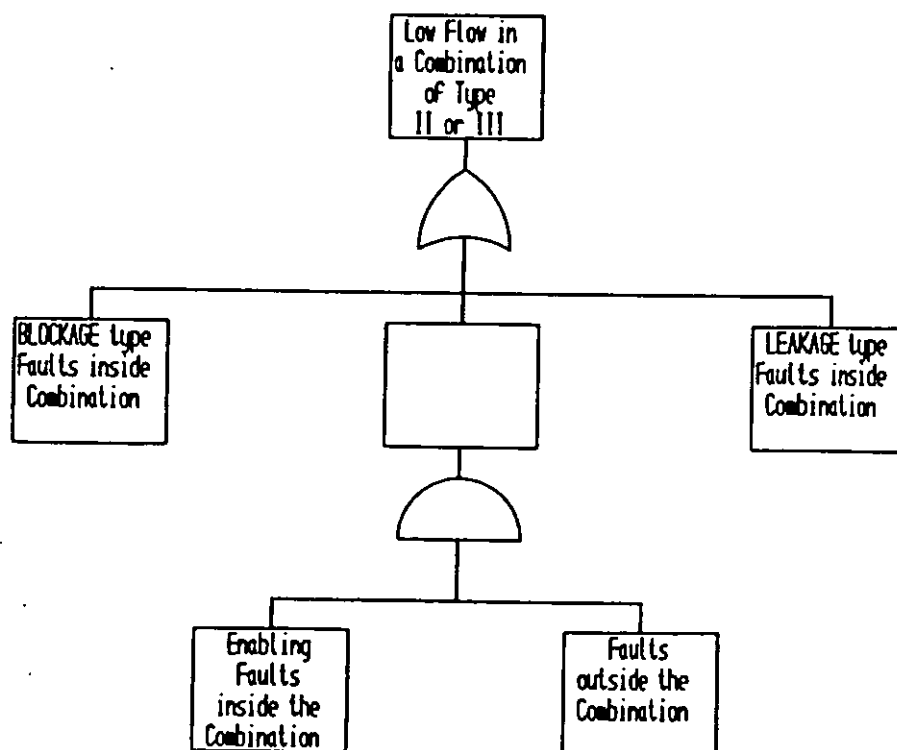 Low Flow in
a Combination
of Type
II or III
BLOCKAGE type
Faults inside
Combination
LEAKAGE type
Faults inside
Combination
Enabling
Faults
inside the
Combination
Faults
outside the
Combination